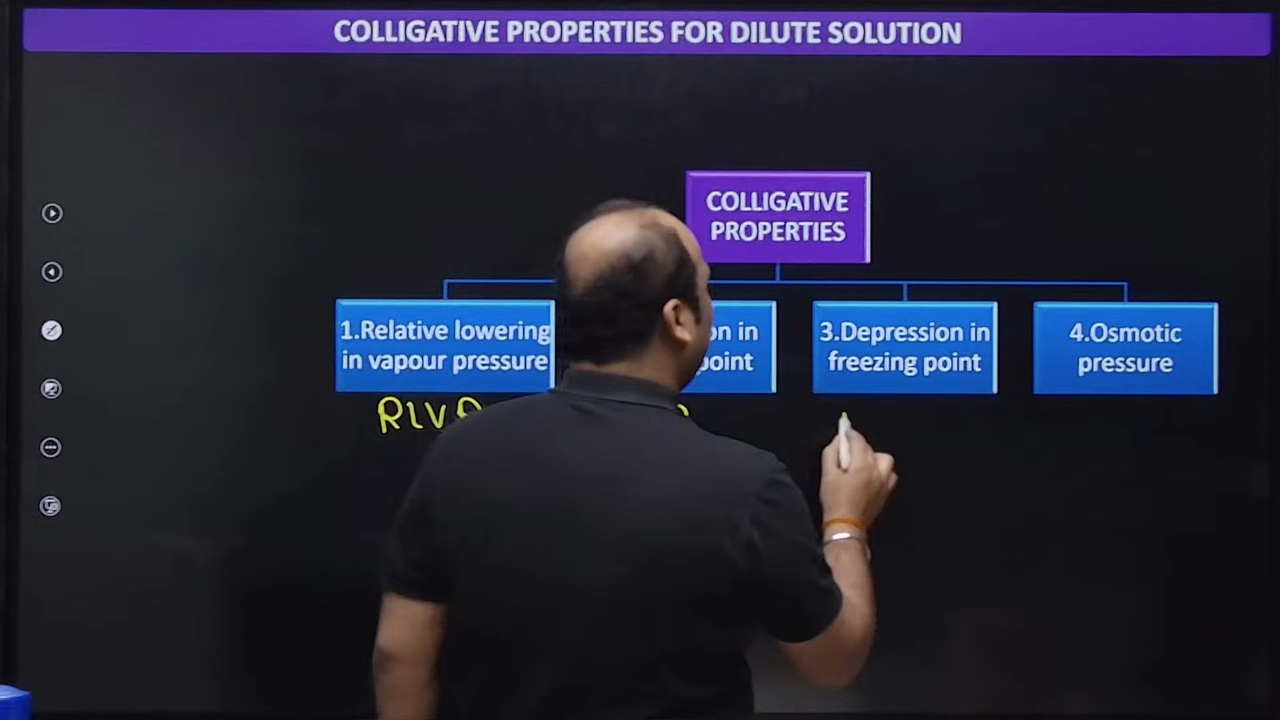 COLLIGATIVE PROPERTIES FOR DILUTE SOLUTION
COLLIGATIVE
PROPERTIES
1.Relative lowering
in vapour pressure
in
point
3.Depression in
freezing point
4.Osmotic
pressure